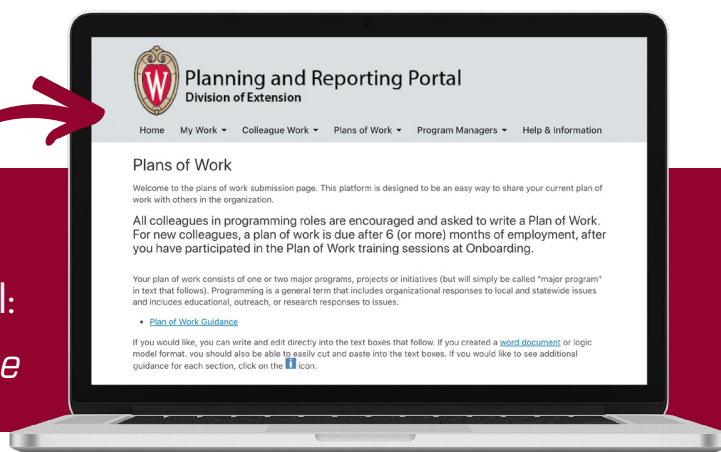 W
Planning and Reporting Portal
Division of Extension
Home My Work Colleague Work Plans of Work Program Managers Help & Information
Plans of Work
Welcome to the plans of work submission page. This platform is designed to be an easy way to share your current plan of
work with others in the organization.
All colleagues in programming roles are encouraged and asked to write a Plan of Work.
For new colleagues, a plan of work is due after 6 (or more) months of employment, after
you have participated in the Plan of Work training sessions at Onboarding.
Your plan of work consists of one or two major programs, projects or initiatives (but will simply be called "major program"
in text that follows). Programming is a general term that includes organizational responses to local and statewide issues
and includes educational, outreach, or research responses to issues.
• Plan of Work Guidance
If you would like, you can write and edit directly into the text boxes that follow. If you created a word document or logic
model format, you should also be able to easily cut and paste into the text boxes. If you would like to see additional
guidance for each section, click on the i icon.
l:
e